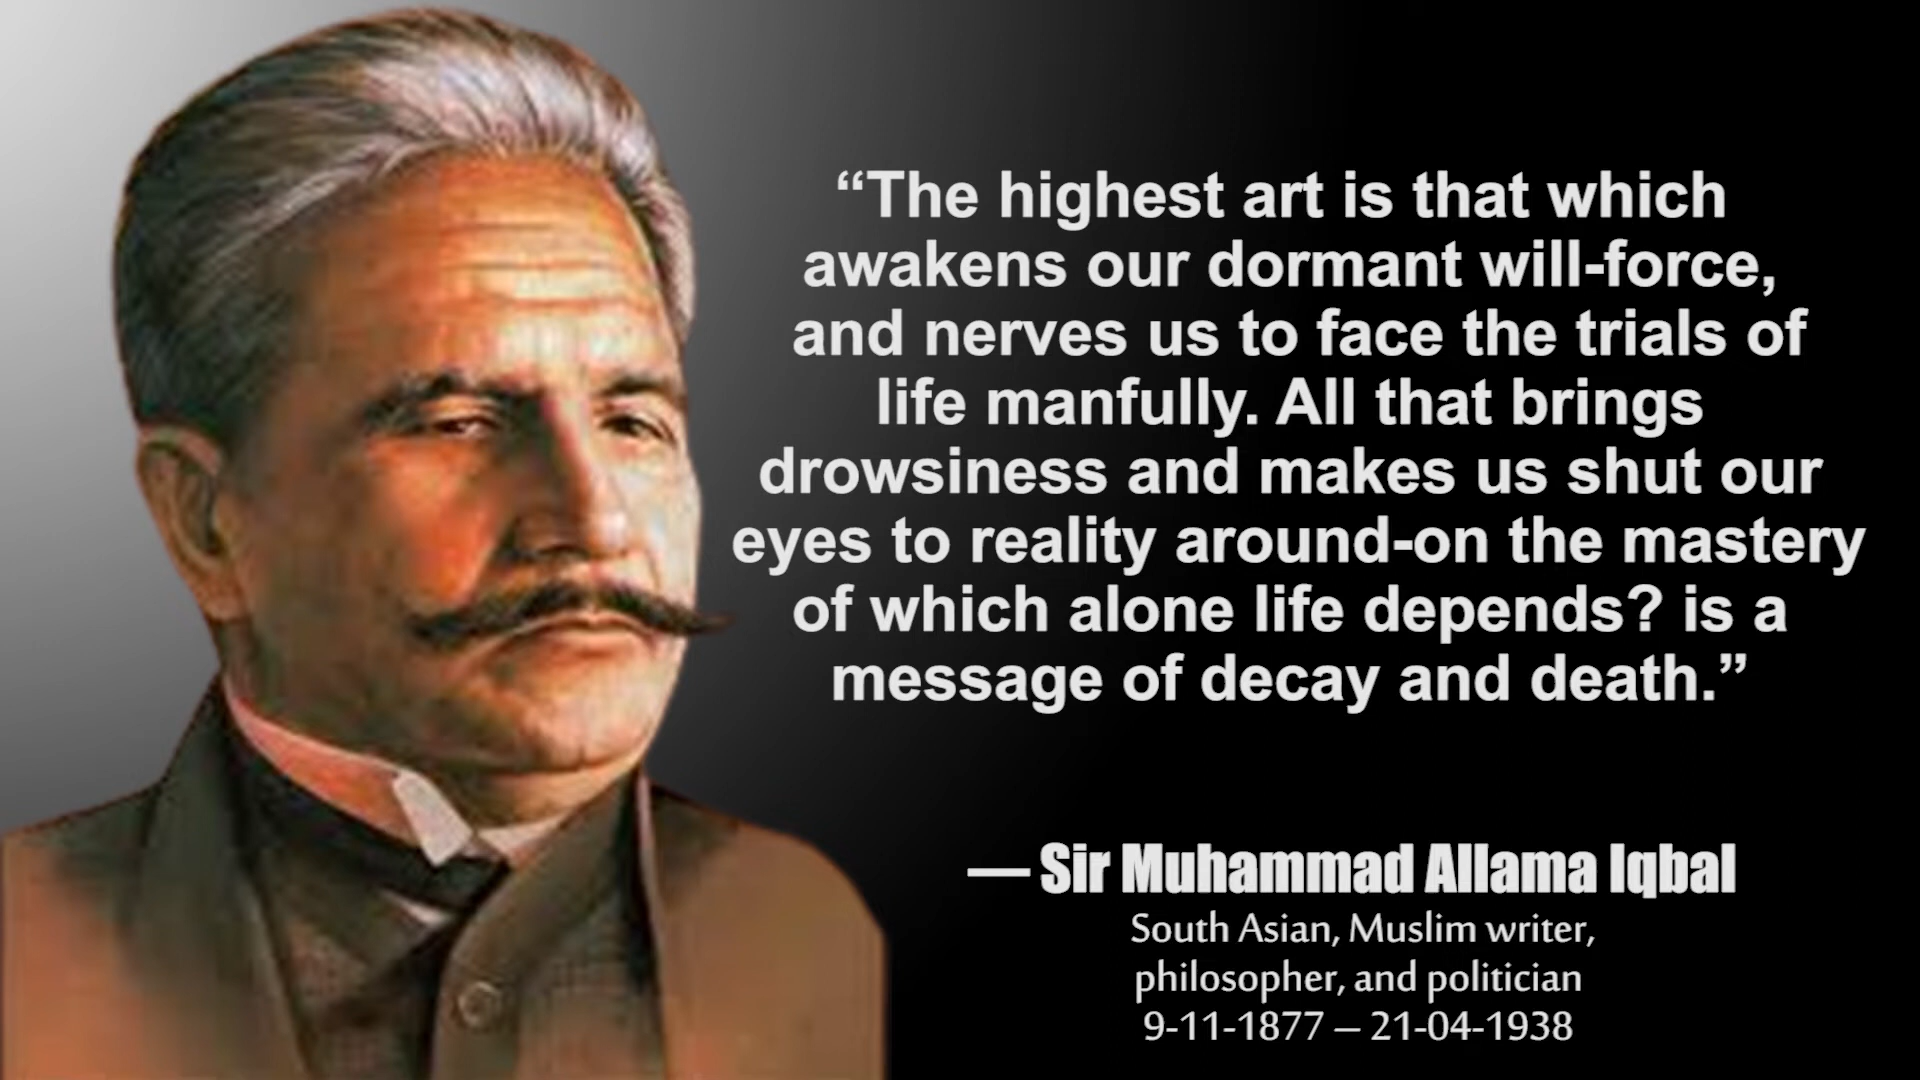 “The highest art is that which
awakens our dormant will-force,
and nerves us to face the trials of
life manfully. All that brings
drowsiness and makes us shut our
eyes to reality around-on the mastery
of which alone life depends? is a
message of decay and death.”
— Sir Muhammad Allama Iqbal
South Asian, Muslim writer,
philosopher, and politician
9-11-1877 – 21-04-1938